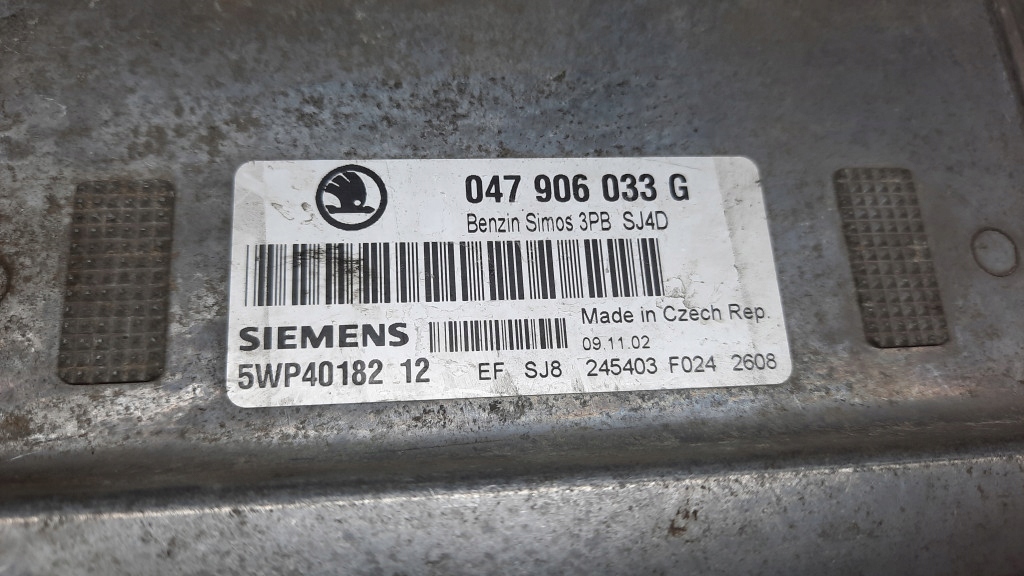 047 906 033 G
Benzin Simos 3PB SJ4D
Made in Czech Rep.
SIEMENS
09.11.02
5WP40182 12 EF SJ8 245403 F024 2608